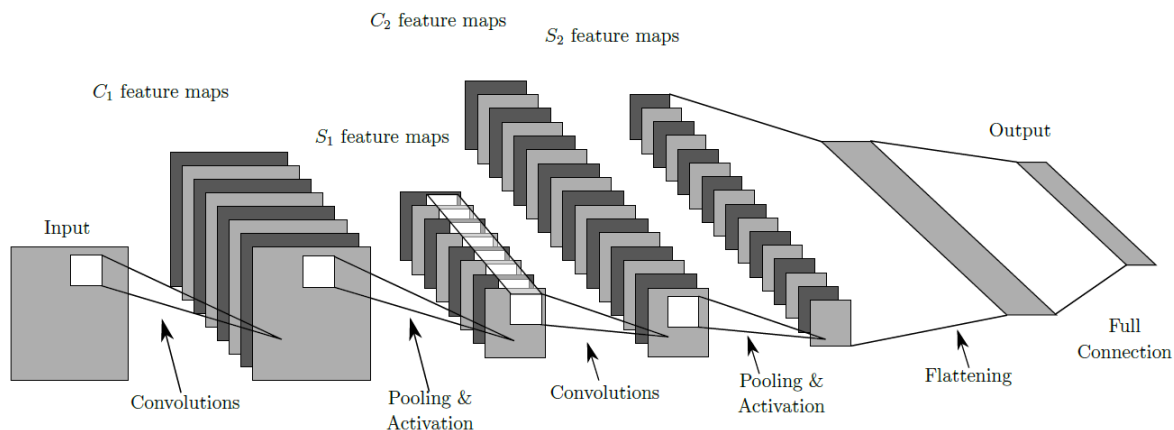 C₂ feature maps
S₂ feature maps
C₁ feature maps
S₁ feature maps
Output
Input
Full
Connection
Convolutions
Pooling &
Activation
Convolutions
Pooling &
Activation
Flattening